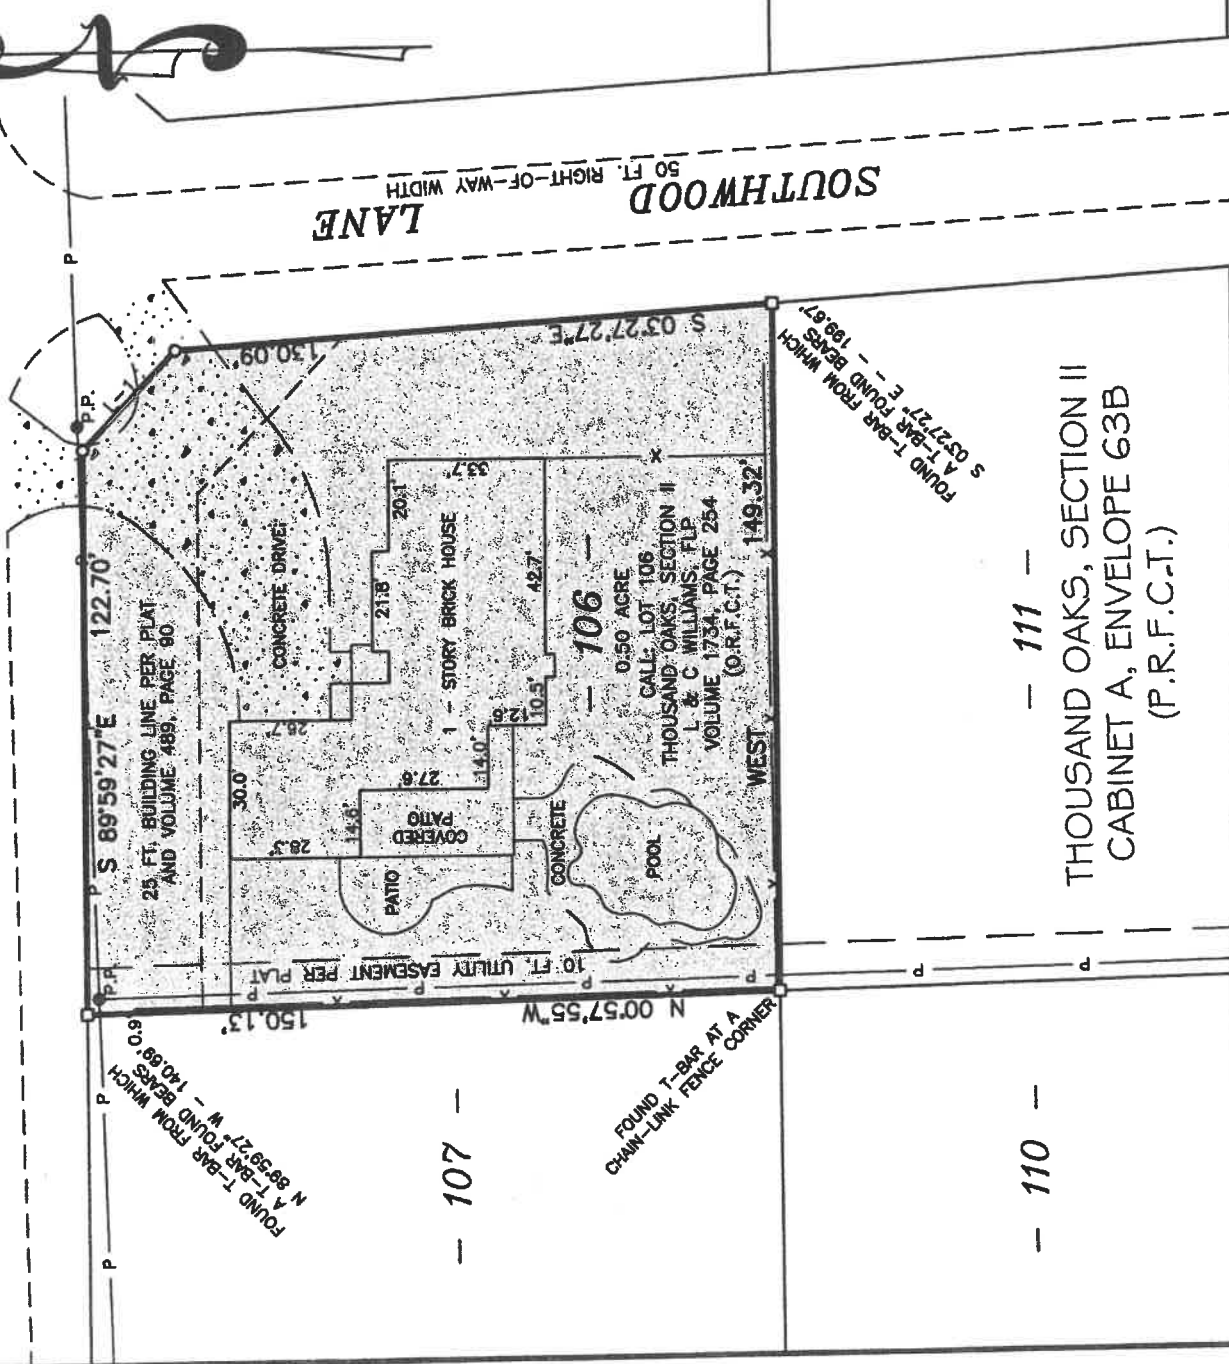 SOUTHWOOD LANE
50 FT. RIGHT-OF-WAY WIDTH
P
P.P.
L-1
S 89°59'27"E 122.70'
25 FT. BUILDING LINE PER PLAT
AND VOLUME 489, PAGE 90
CONCRETE DRIVE
130.09
S 03°27'27"E
30.0'
28.7'
28.3'
14.6'
27.6'
14.0'
12.6
10.5'
42.7'
33.7'
20.1'
21.8'
1 - STORY BRICK HOUSE
COVERED
PATIO
PATIO
CONCRETE
POOL
— 106 —
0.50 ACRE
CALL: LOT 106
THOUSAND OAKS, SECTION II
L & C WILLIAMS FLP
VOLUME 1734, PAGE 254
(O.R.F.C.T.)
WEST 149.32'
X
X
X
X
10 FT. UTILITY EASEMENT PER PLAT
P
P
P
P
P
X
X
N 00°57'55"W
150.13'
P.P.
0.9'
P
P
P
P
FOUND T-BAR FROM WHICH
A T-BAR FOUND BEARS
N 89°59'27" W - 140.69'
FOUND T-BAR AT A
CHAIN-LINK FENCE CORNER
FOUND T-BAR FROM WHICH
A T-BAR FOUND BEARS
S 03°27'27" E - 199.67'
— 107 —
— 110 —
— 111 —
THOUSAND OAKS, SECTION II
CABINET A, ENVELOPE 63B
(P.R.F.C.T.)